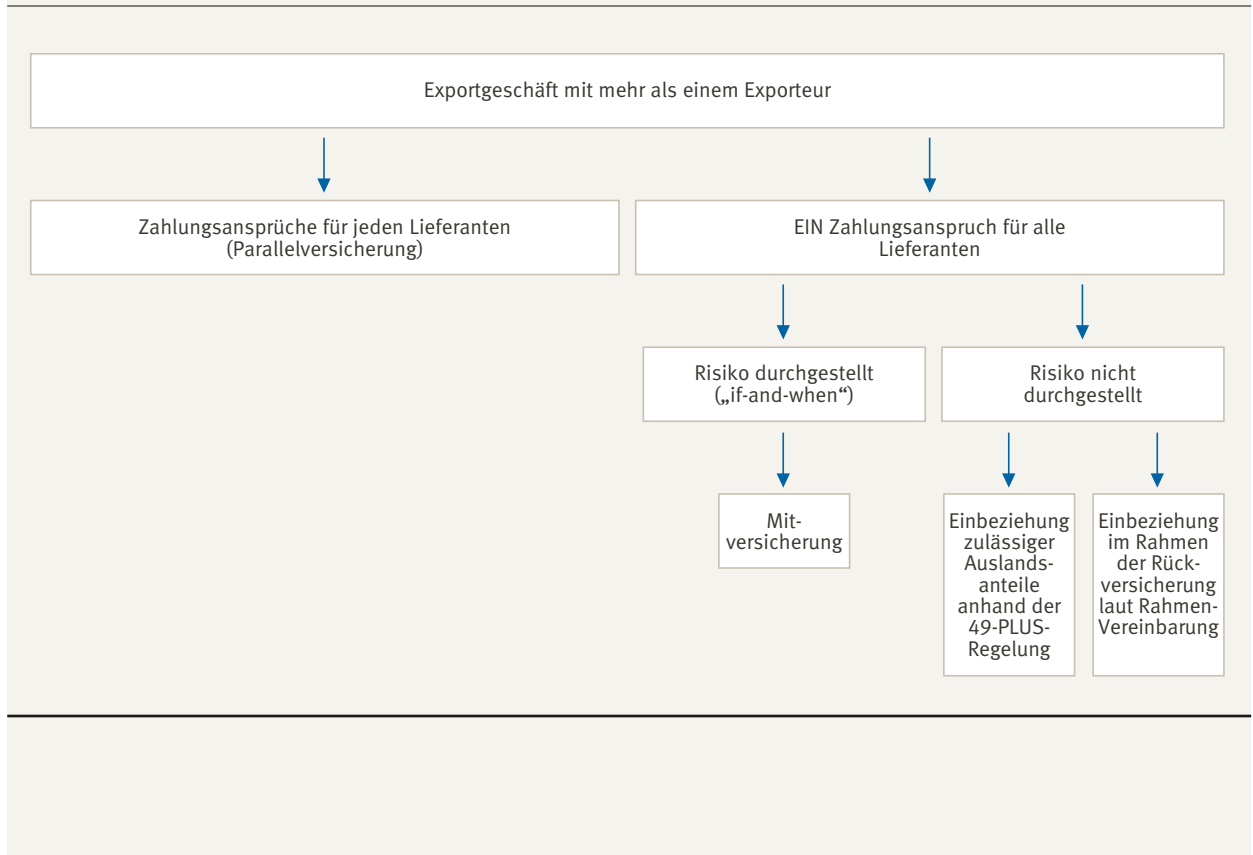 Exportgeschäft mit mehr als einem Exporteur
Zahlungsansprüche für jeden Lieferanten
(Parallelversicherung)
EIN Zahlungsanspruch für alle
Lieferanten
Risiko durchgestellt
(„if-and-when“)
Risiko nicht
durchgestellt
Mit-
versicherung
Einbeziehung
zulässiger
Auslands-
anteile
anhand der
49-PLUS-
Regelung
Einbeziehung
im Rahmen
der Rück-
versicherung
laut Rahmen-
Vereinbarung